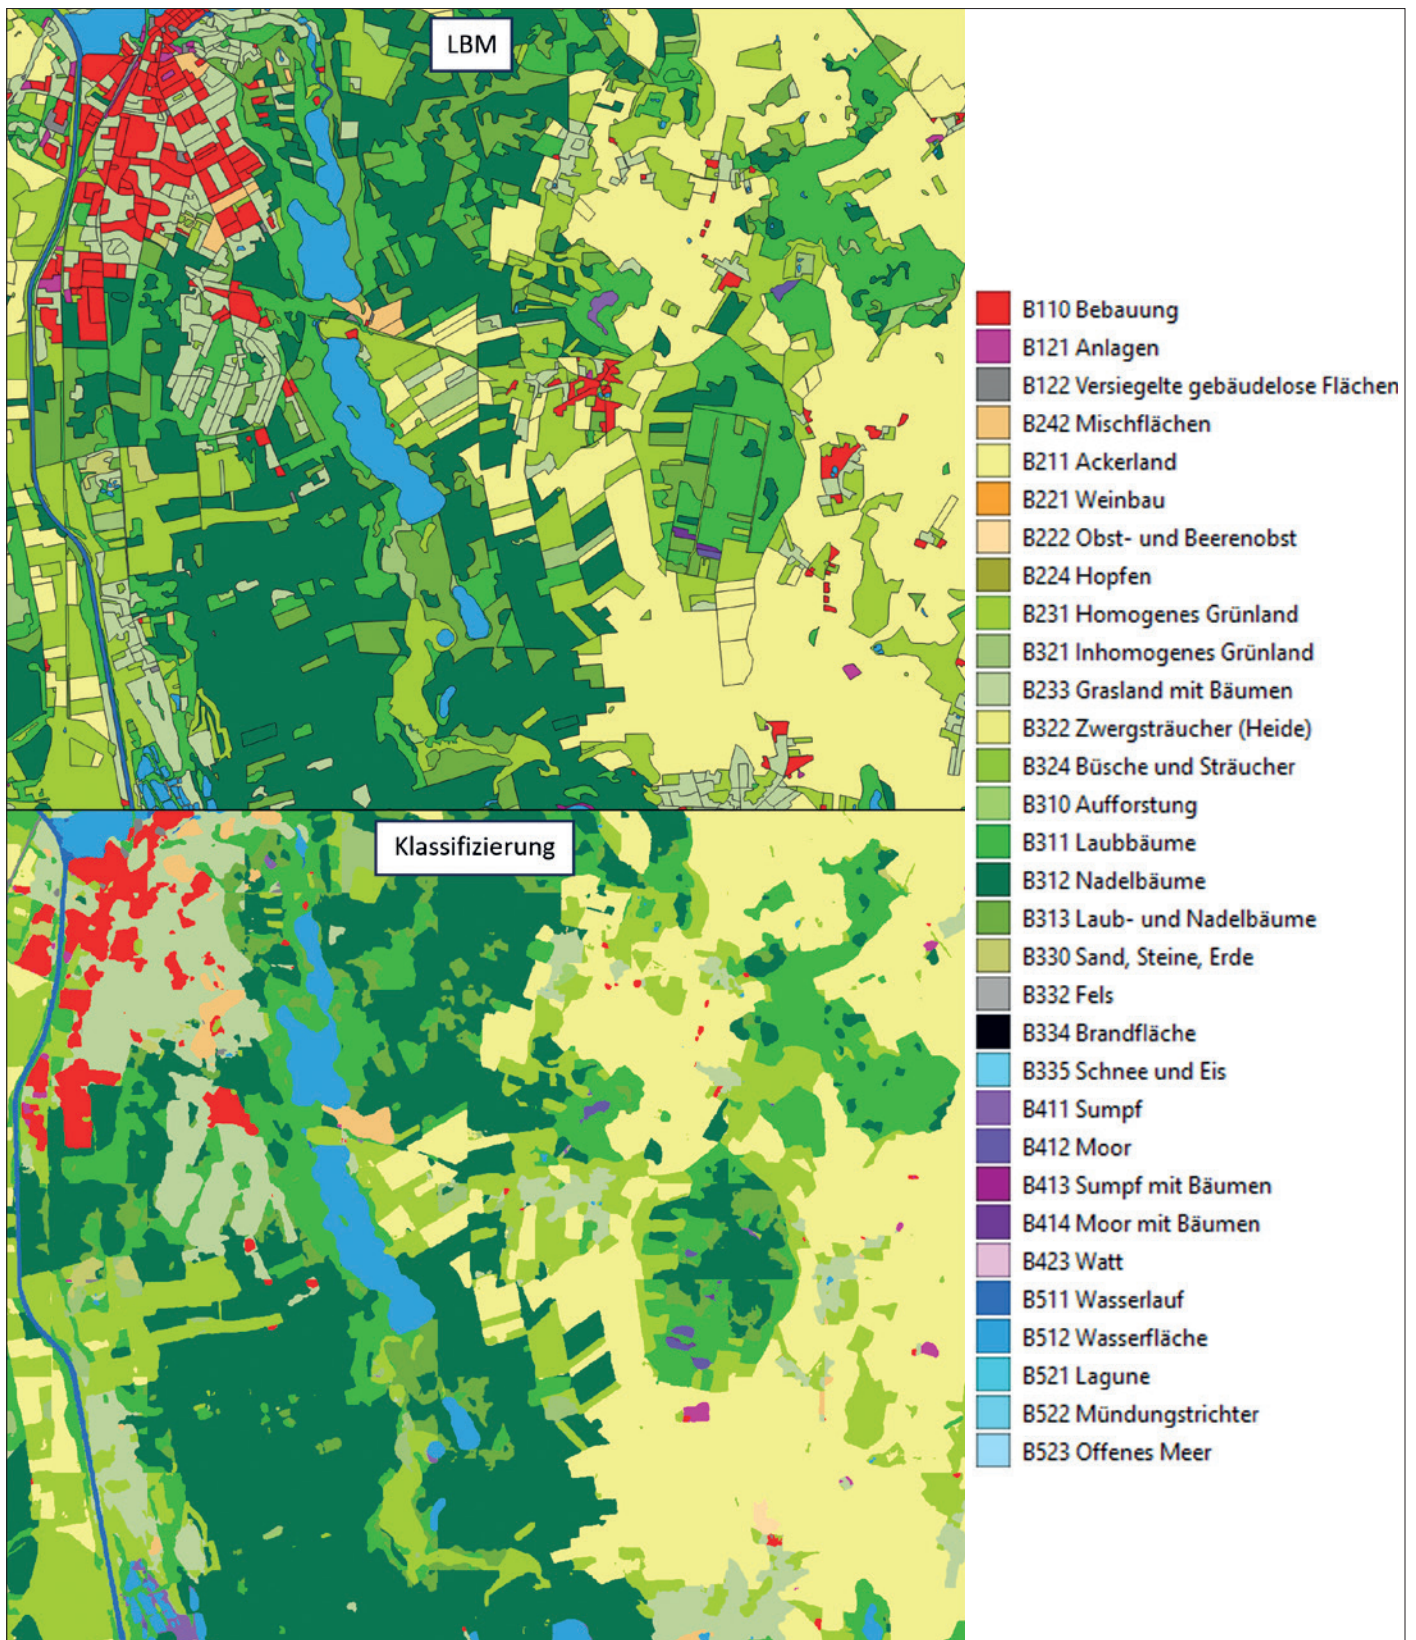 LBM
Klassifizierung
B110 Bebauung
B121 Anlagen
B122 Versiegelte gebäudelose Flächen
B242 Mischflächen
B211 Ackerland
B221 Weinbau
B222 Obst- und Beerenobst
B224 Hopfen
B231 Homogenes Grünland
B321 Inhomogenes Grünland
B233 Grasland mit Bäumen
B322 Zwergsträucher (Heide)
B324 Büsche und Sträucher
B310 Aufforstung
B311 Laubbäume
B312 Nadelbäume
B313 Laub- und Nadelbäume
B330 Sand, Steine, Erde
B332 Fels
B334 Brandfläche
B335 Schnee und Eis
B411 Sumpf
B412 Moor
B413 Sumpf mit Bäumen
B414 Moor mit Bäumen
B423 Watt
B511 Wasserlauf
B512 Wasserfläche
B521 Lagune
B522 Mündungstrichter
B523 Offenes Meer